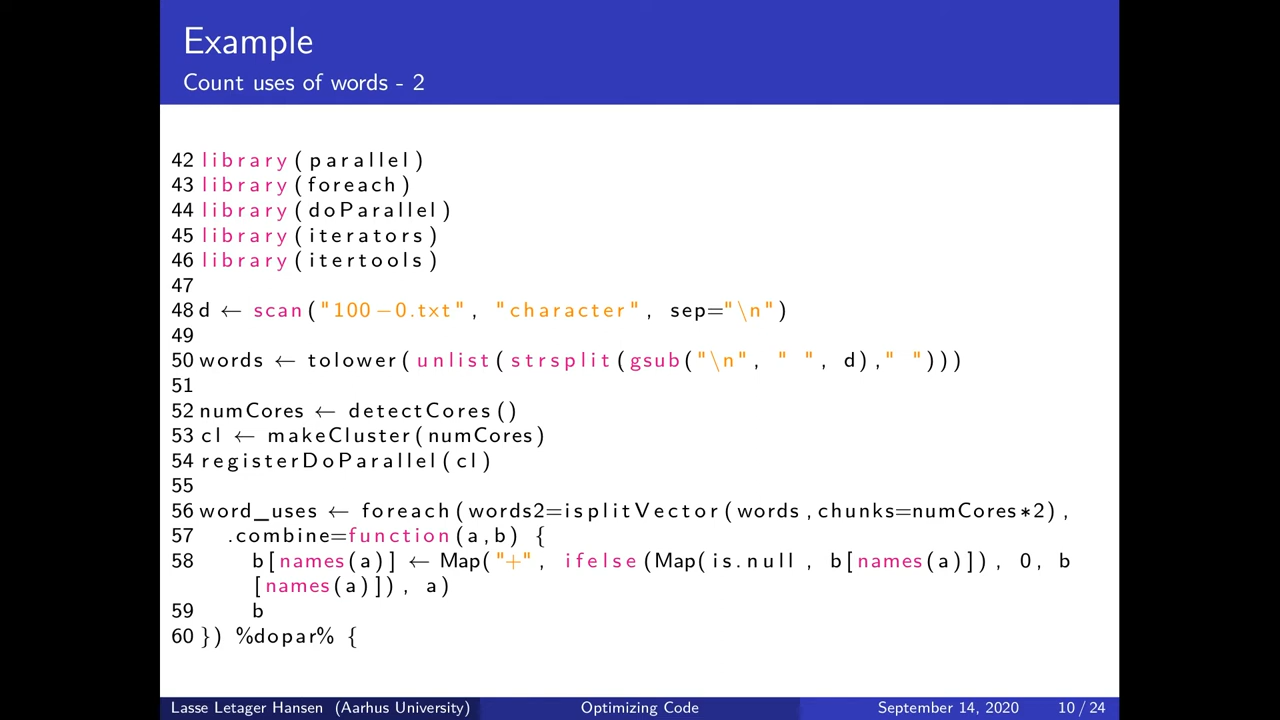 Example
Count uses of words - 2
42 library(parallel)
43 library(foreach)
44 library(doParallel)
45 library(iterators)
46 library(itertools)
47
48 d ← scan("100−0.txt", "character", sep="\n")
49
50 words ← tolower(unlist(strsplit(gsub("\n", " ", d)," ")))
51
52 numCores ← detectCores()
53 cl ← makeCluster(numCores)
54 registerDoParallel(cl)
55
56 word_uses ← foreach(words2=isplitVector(words,chunks=numCores*2),
57 .combine=function(a,b) {
58 b[names(a)] ← Map("+", ifelse(Map(is.null, b[names(a)]), 0, b
[names(a)]), a)
59 b
60 }) %dopar% {
Lasse Letager Hansen (Aarhus University) Optimizing Code September 14, 2020 10 / 24